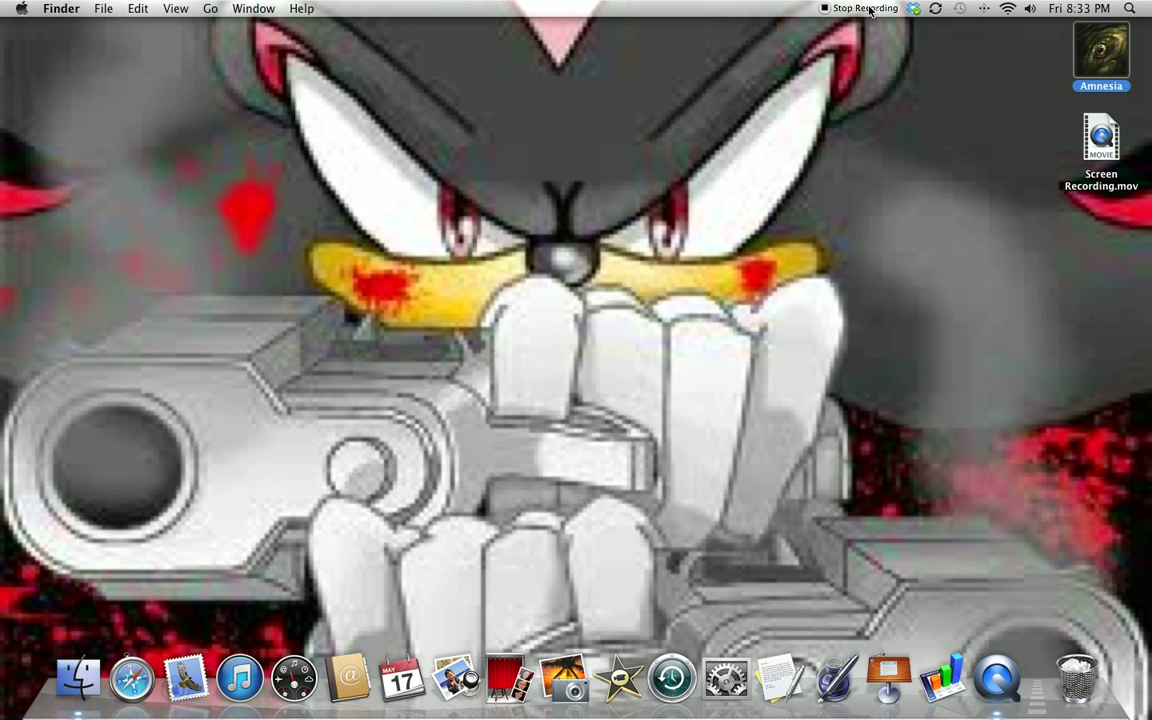 Finder File Edit View Go Window Help Stop Recording Fri 8:33 PM
Amnesia
MOVIE
Screen
Recording.mov
MAY
17